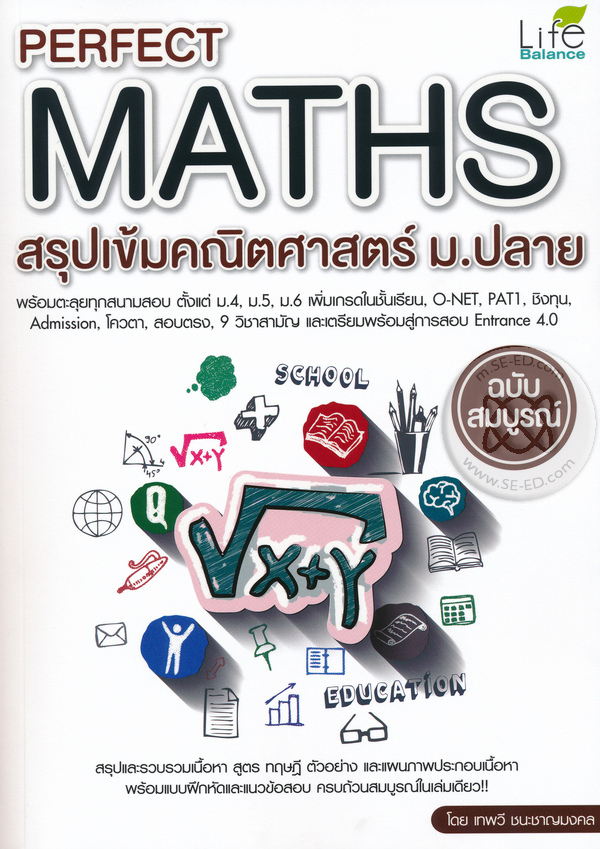 PERFECT
Life
Balance
MATHS
สรุปเข้มคณิตศาสตร์ ม.ปลาย
พร้อมตะลุยทุกสนามสอบ ตั้งแต่ ม.4, ม.5, ม.6 เพิ่มเกรดในชั้นเรียน, O-NET, PAT1, ชิงทุน,
Admission, โควตา, สอบตรง, 9 วิชาสามัญ และเตรียมพร้อมสู่การสอบ Entrance 4.0
m.SE-ED.com
ฉบับ
สมบูรณ์
www.SE-ED.com
SCHOOL
90°
45°
√X+Y
√X+Y
EDUCATION
สรุปและรวบรวมเนื้อหา สูตร ทฤษฎี ตัวอย่าง และแผนภาพประกอบเนื้อหา
พร้อมแบบฝึกหัดและแนวข้อสอบ ครบถ้วนสมบูรณ์ในเล่มเดียว!!
โดย เทพวี ชนะชาญมงคล